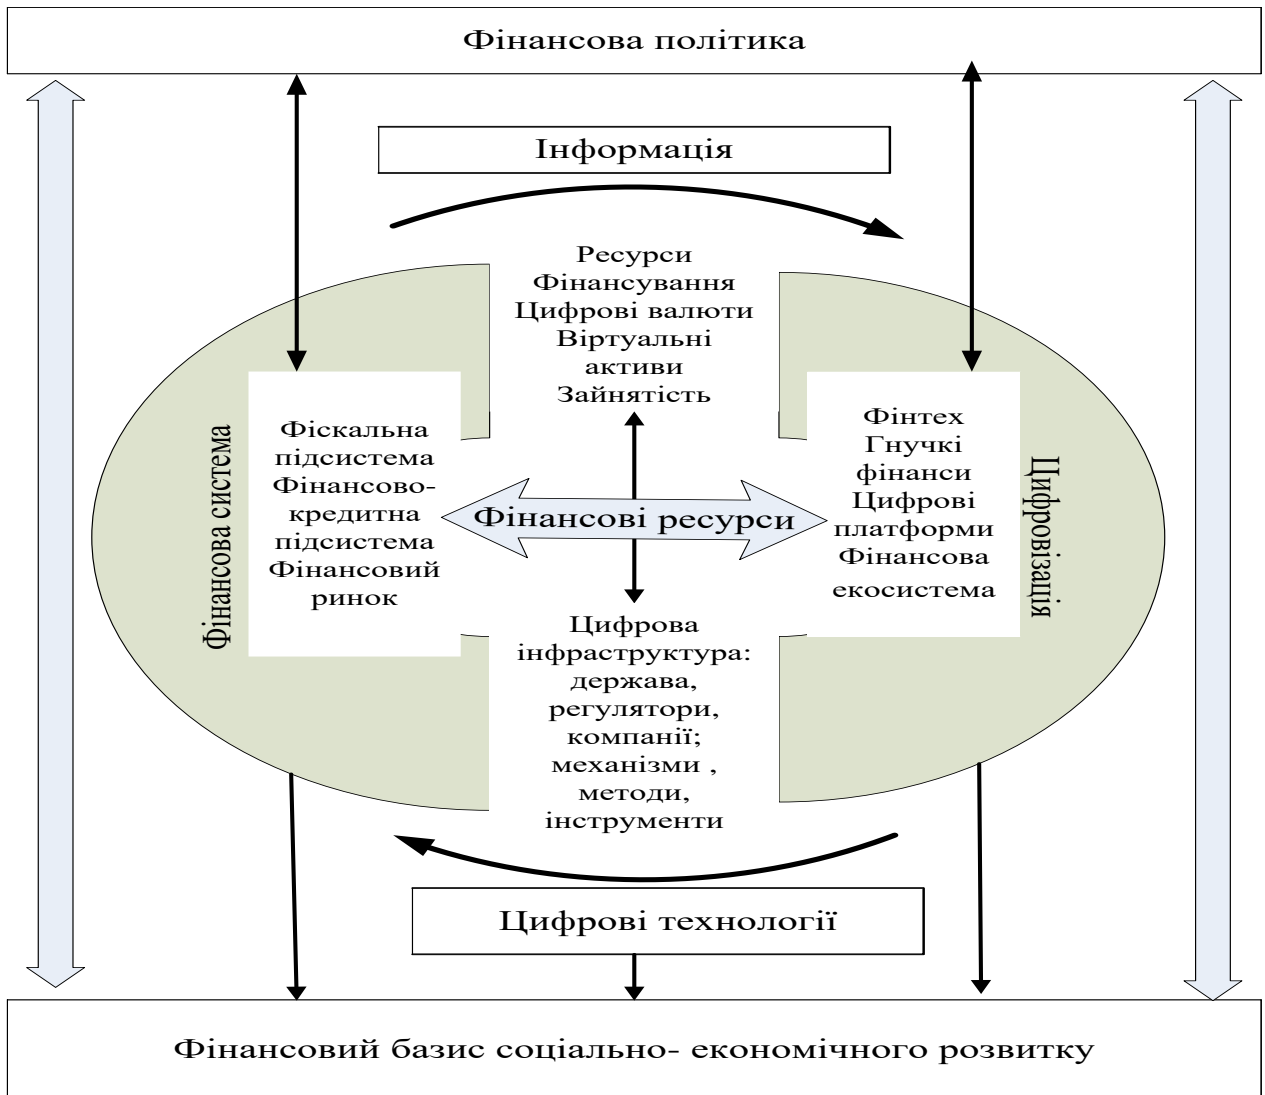 Фінансова політика
Інформація
Ресурси
Фінансування
Цифрові валюти
Віртуальні
активи
Зайнятість
Фінансова система
Фіскальна
підсистема
Фінансово-
кредитна
підсистема
Фінансовий
ринок
Фінансові ресурси
Фінтех
Гнучкі
фінанси
Цифрові
платформи
Фінансова
екосистема
Цифровізація
Цифрова
інфраструктура:
держава,
регулятори,
компанії;
механізми ,
методи,
інструменти
Цифрові технології
Фінансовий базис соціально- економічного розвитку